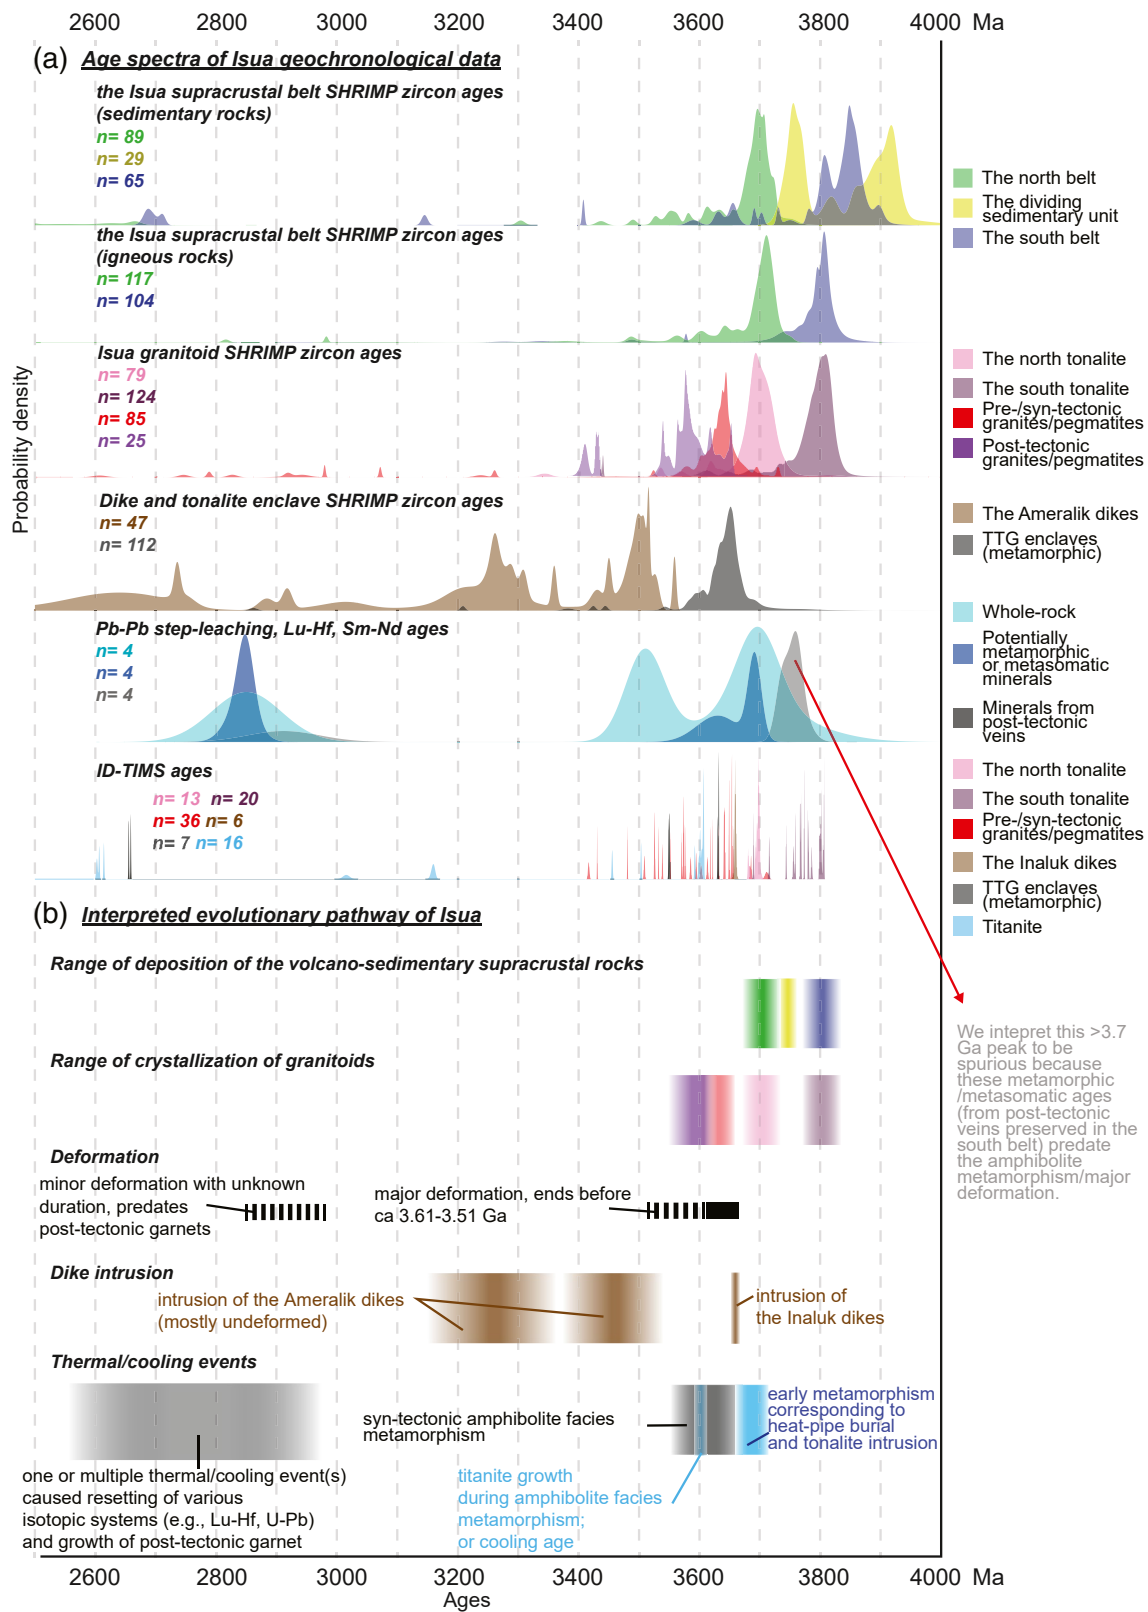 2600 2800 3000 3200 3400 3600 3800 4000 Ma
(a) Age spectra of Isua geochronological data
the Isua supracrustal belt SHRIMP zircon ages
(sedimentary rocks)
n= 89
n= 29
n= 65
The north belt
The dividing
sedimentary unit
The south belt
the Isua supracrustal belt SHRIMP zircon ages
(igneous rocks)
n= 117
n= 104
Isua granitoid SHRIMP zircon ages
n= 79
n= 124
n= 85
n= 25
The north tonalite
The south tonalite
Pre-/syn-tectonic
granites/pegmatites
Post-tectonic
granites/pegmatites
Probability density
Dike and tonalite enclave SHRIMP zircon ages
n= 47
n= 112
The Ameralik dikes
TTG enclaves
(metamorphic)
Pb-Pb step-leaching, Lu-Hf, Sm-Nd ages
n= 4
n= 4
n= 4
Whole-rock
Potentially
metamorphic
or metasomatic
minerals
Minerals from
post-tectonic
veins
ID-TIMS ages
n= 13 n= 20
n= 36 n= 6
n= 7 n= 16
The north tonalite
The south tonalite
Pre-/syn-tectonic
granites/pegmatites
The Inaluk dikes
TTG enclaves
(metamorphic)
Titanite
(b) Interpreted evolutionary pathway of Isua
Range of deposition of the volcano-sedimentary supracrustal rocks
We intepret this >3.7
Ga peak to be
spurious because
these metamorphic
/metasomatic ages
(from post-tectonic
veins preserved in the
south belt) predate
the amphibolite
metamorphism/major
deformation.
Range of crystallization of granitoids
Deformation
minor deformation with unknown
duration, predates
post-tectonic garnets
major deformation, ends before
ca 3.61-3.51 Ga
Dike intrusion
intrusion of the Ameralik dikes
(mostly undeformed)
intrusion of
the Inaluk dikes
Thermal/cooling events
early metamorphism
corresponding to
heat-pipe burial
and tonalite intrusion
syn-tectonic amphibolite facies
metamorphism
one or multiple thermal/cooling event(s)
caused resetting of various
isotopic systems (e.g., Lu-Hf, U-Pb)
and growth of post-tectonic garnet
titanite growth
during amphibolite facies
metamorphism;
or cooling age
2600 2800 3000 3200 3400 3600 3800 4000 Ma
Ages